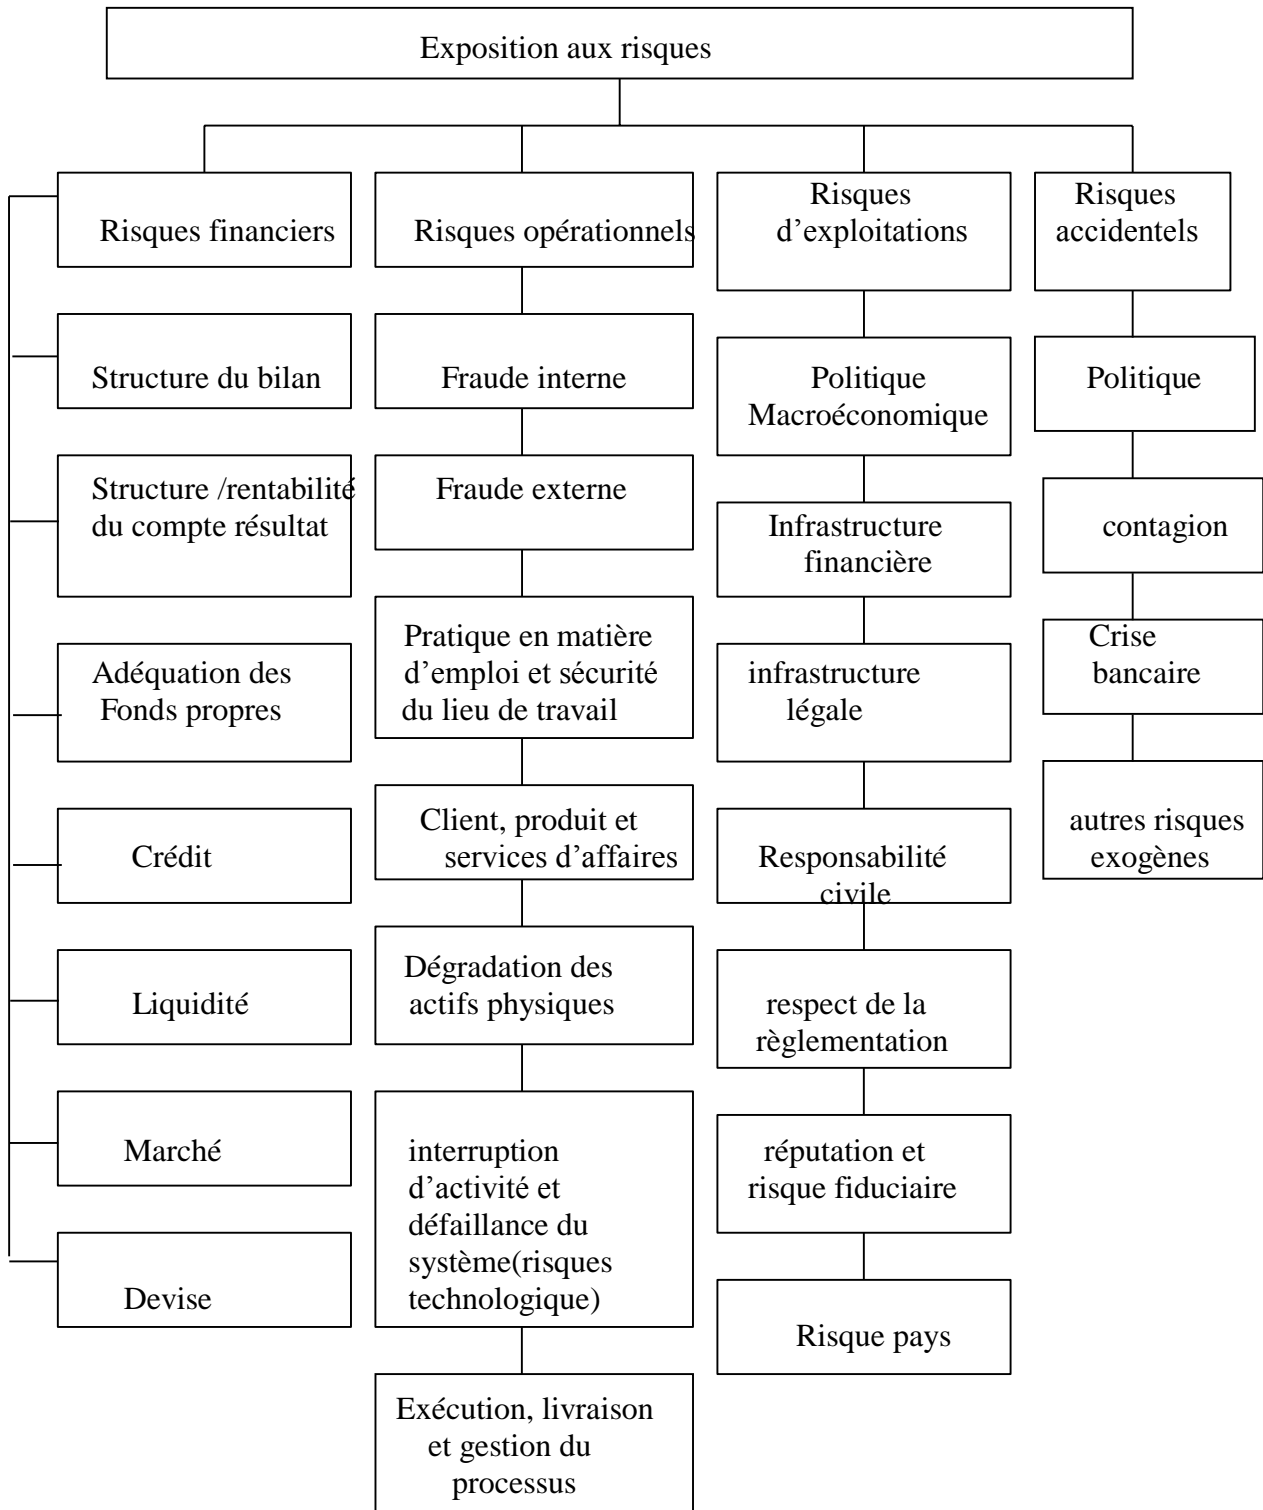 Exposition aux risques
Risques financiers
Structure du bilan
Structure /rentabilité
du compte résultat
Adéquation des
Fonds propres
Crédit
Liquidité
Marché
Devise
Risques opérationnels
Fraude interne
Fraude externe
Pratique en matière
d’emploi et sécurité
du lieu de travail
Client, produit et
services d’affaires
Dégradation des
actifs physiques
interruption
d’activité et
défaillance du
système(risques
technologique)
Exécution, livraison
et gestion du
processus
Risques
d’exploitations
Politique
Macroéconomique
Infrastructure
financière
infrastructure
légale
Responsabilité
civile
respect de la
règlementation
réputation et
risque fiduciaire
Risque pays
Risques
accidentels
Politique
contagion
Crise
bancaire
autres risques
exogènes